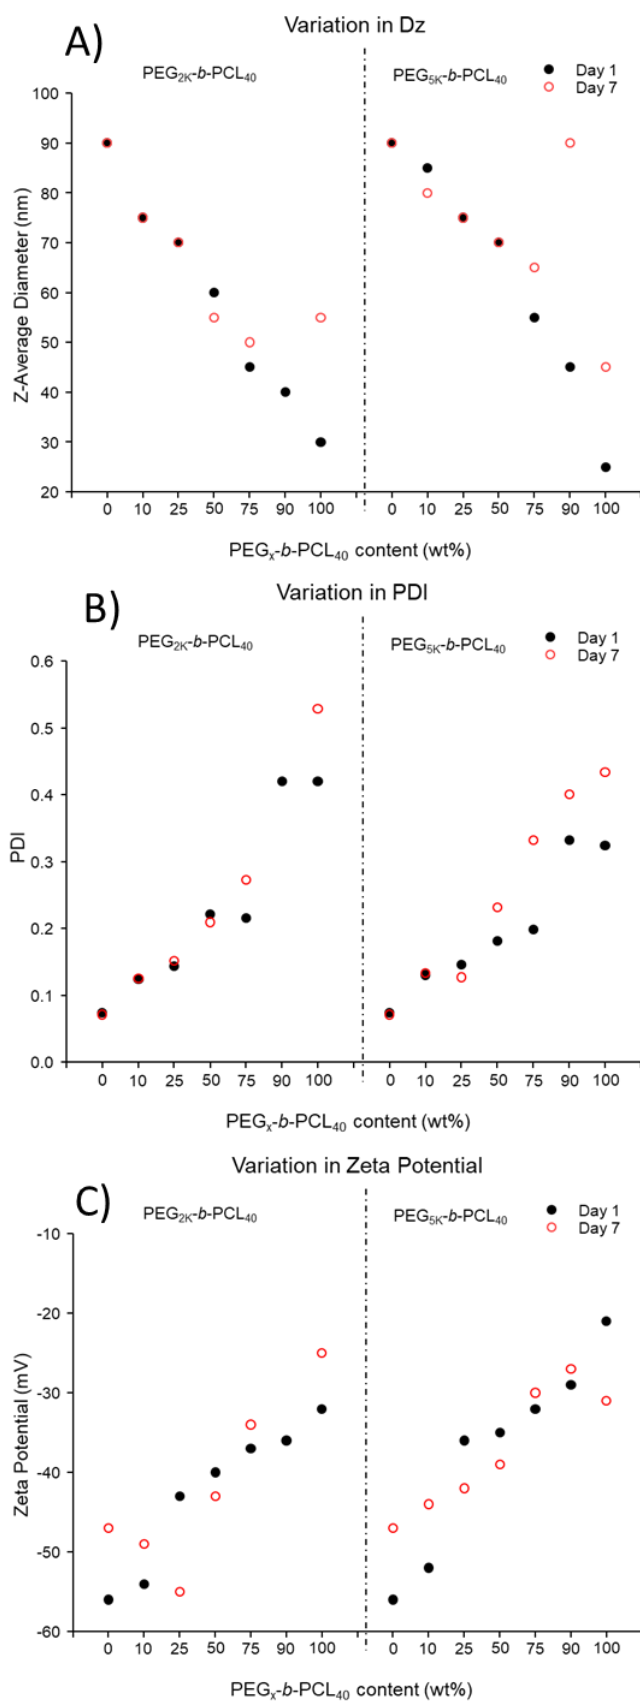 A)
Variation in Dz
PEG2K-b-PCL40
PEG5K-b-PCL40
Day 1
Day 7
Z-Average Diameter (nm)
100
90
80
70
60
50
40
30
20
0 10 25 50 75 90 100 0 10 25 50 75 90 100
PEGx-b-PCL40 content (wt%)
B)
Variation in PDI
PEG2K-b-PCL40
PEG5K-b-PCL40
Day 1
Day 7
PDI
0.6
0.5
0.4
0.3
0.2
0.1
0.0
0 10 25 50 75 90 100 0 10 25 50 75 90 100
PEGx-b-PCL40 content (wt%)
C)
Variation in Zeta Potential
PEG2K-b-PCL40
PEG5K-b-PCL40
Day 1
Day 7
Zeta Potential (mV)
-10
-20
-30
-40
-50
-60
0 10 25 50 75 90 100 0 10 25 50 75 90 100
PEGx-b-PCL40 content (wt%)